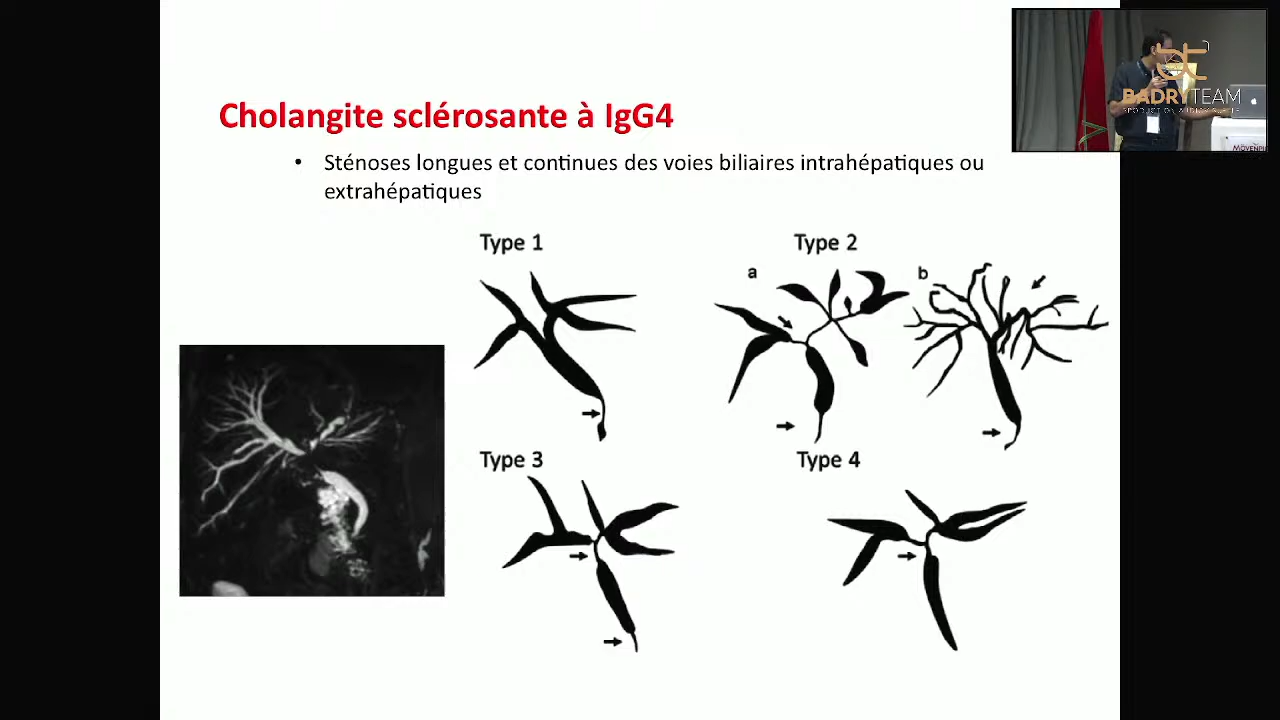 Cholangite sclérosante à IgG4
• Sténoses longues et continues des voies biliaires intrahépatiques ou
extrahépatiques
Type 1
Type 2
a
b
Type 3
Type 4
BADRYTEAM